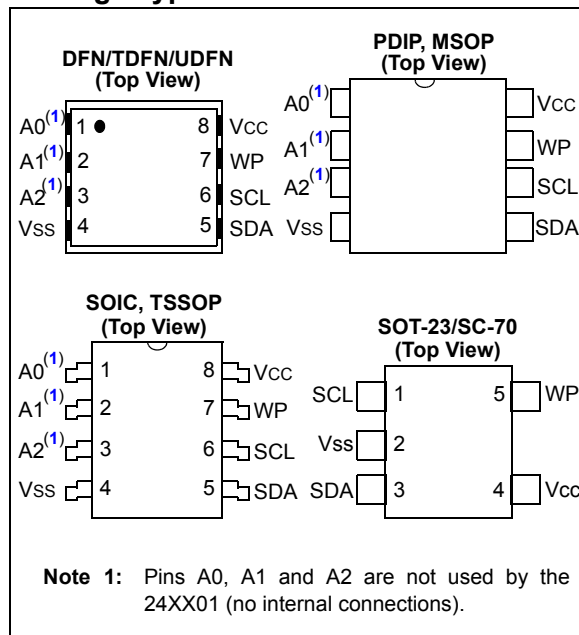 DFN/TDFN/UDFN
(Top View)
A0(1) 1 8 VCC
A1(1) 2 7 WP
A2(1) 3 6 SCL
VSS 4 5 SDA
PDIP, MSOP
(Top View)
A0(1) VCC
A1(1) WP
A2(1) SCL
VSS SDA
SOIC, TSSOP
(Top View)
A0(1) 1 8 VCC
A1(1) 2 7 WP
A2(1) 3 6 SCL
VSS 4 5 SDA
SOT-23/SC-70
(Top View)
SCL 1 5 WP
Vss 2
SDA 3 4 Vcc
Note 1: Pins A0, A1 and A2 are not used by the
24XX01 (no internal connections).